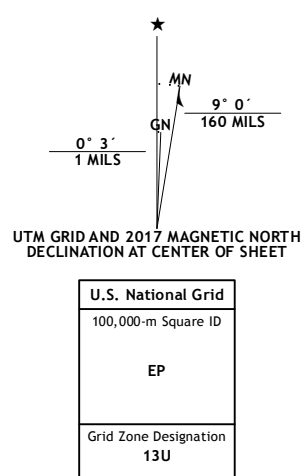 ★
MN
GN
9° 0´
160 MILS
0° 3´
1 MILS
UTM GRID AND 2017 MAGNETIC NORTH
DECLINATION AT CENTER OF SHEET
U.S. National Grid
100,000-m Square ID
EP
Grid Zone Designation
13U